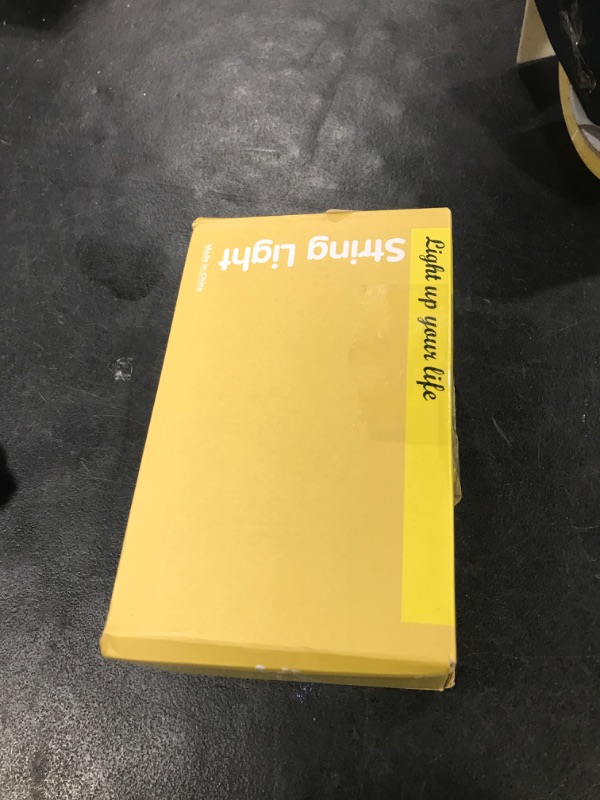 String Light
Made in China
Light up your life